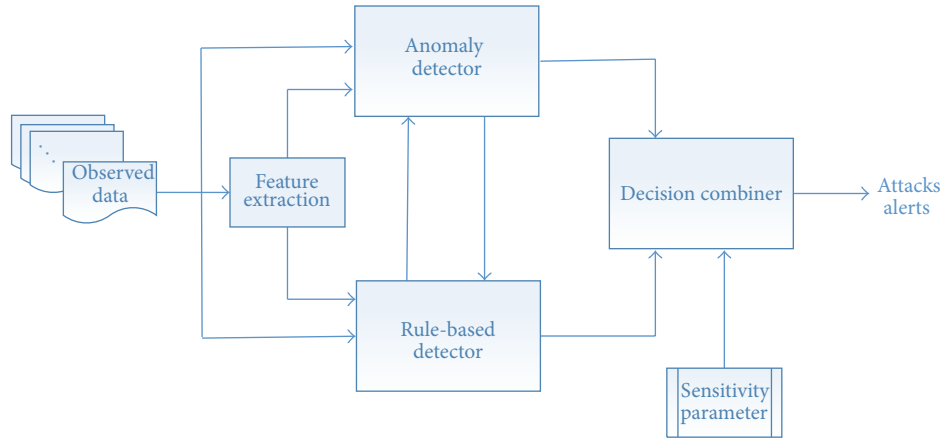 Anomaly
detector
Observed
data
Feature
extraction
Decision combiner
Attacks
alerts
Rule-based
detector
Sensitivity
parameter